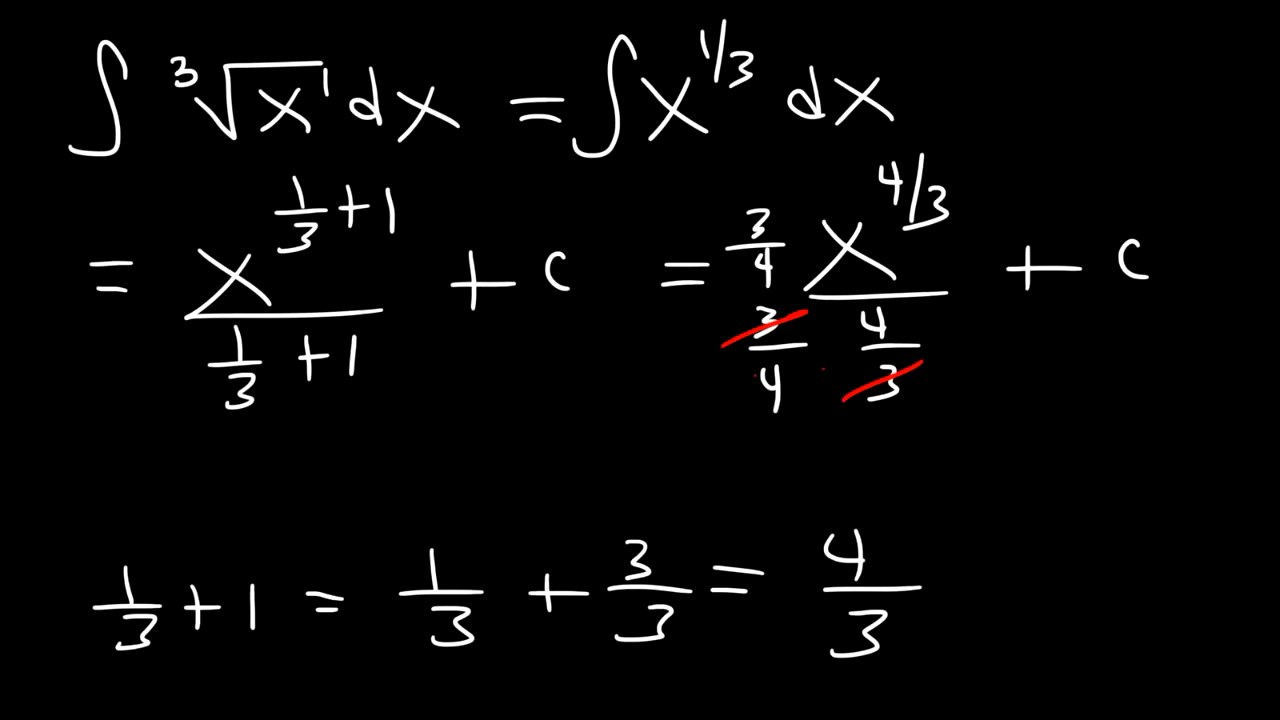 ∫ ∛x¹ dx = ∫ x^(1/3) dx
= x^(1/3 + 1) / (1/3 + 1) + c = (3/4 x^(4/3)) / (3/4 4/3) + c
1/3 + 1 = 1/3 + 3/3 = 4/3